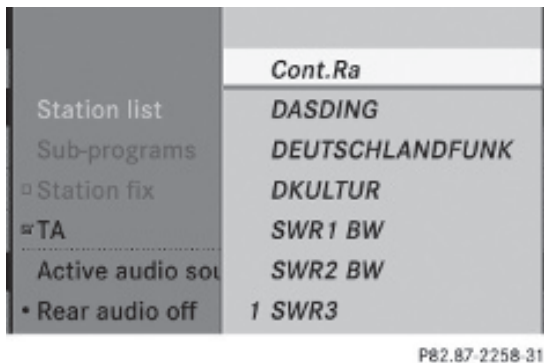 Cont.Ra
Station list
DASDING
Sub-programs
DEUTSCHLANDFUNK
Station fix
DKULTUR
TA
SWR1 BW
Active audio sou
SWR2 BW
Rear audio off
1 SWR3
P82.87-2258-31